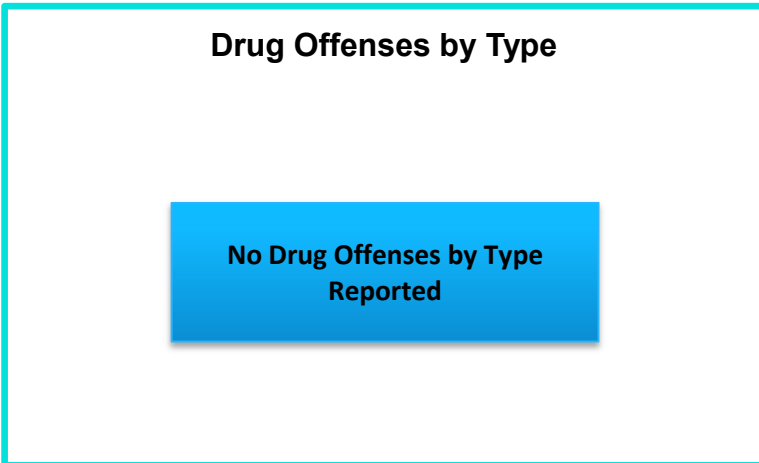 Drug Offenses by Type
No Drug Offenses by Type
Reported